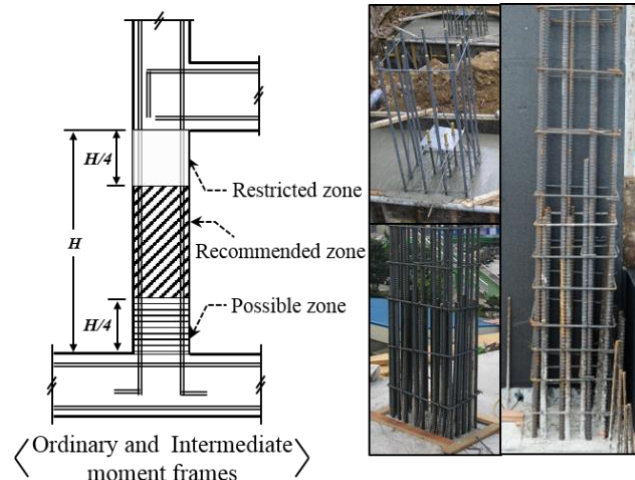 H/4
Restricted zone
H
Recommended zone
H/4
Possible zone
〈Ordinary and Intermediate
moment frames〉